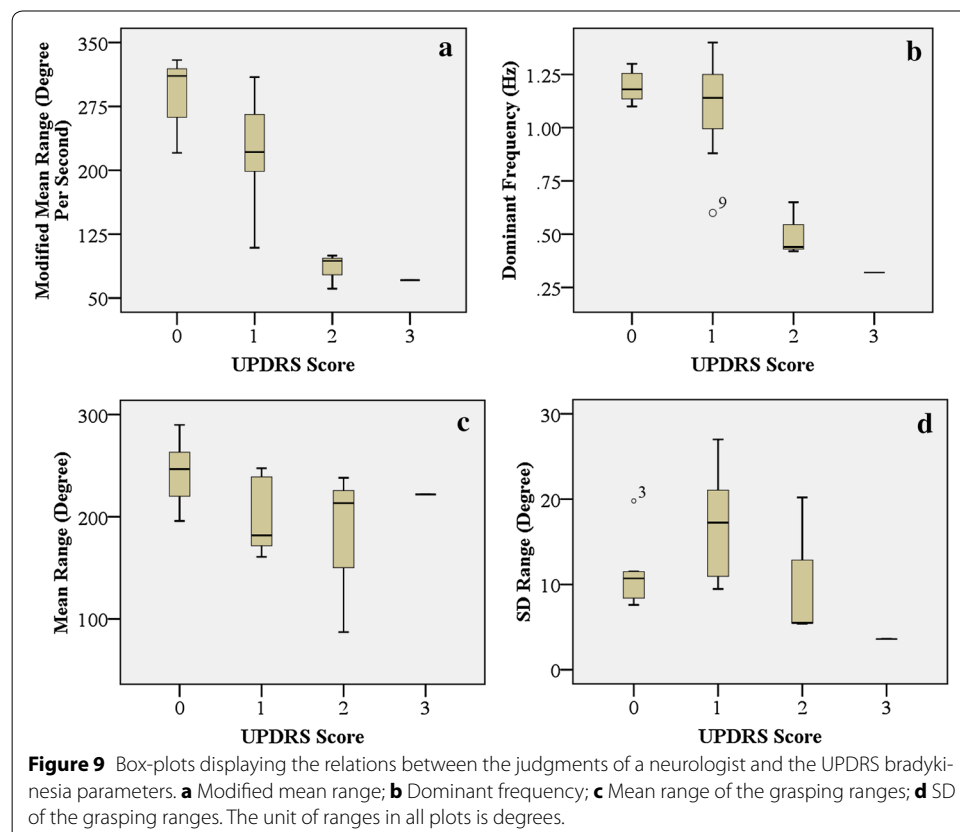 a
350
275
200
125
50
Modified Mean Range (Degree
Per Second)
0 1 2 3
UPDRS Score
b
1.25
1.00
.75
.50
.25
Dominant Frequency (Hz)
9
0 1 2 3
UPDRS Score
c
300
200
100
Mean Range (Degree)
0 1 2 3
UPDRS Score
d
30
20
10
0
SD Range (Degree)
3
0 1 2 3
UPDRS Score
Figure 9 Box-plots displaying the relations between the judgments of a neurologist and the UPDRS bradyki-
nesia parameters. a Modified mean range; b Dominant frequency; c Mean range of the grasping ranges; d SD
of the grasping ranges. The unit of ranges in all plots is degrees.